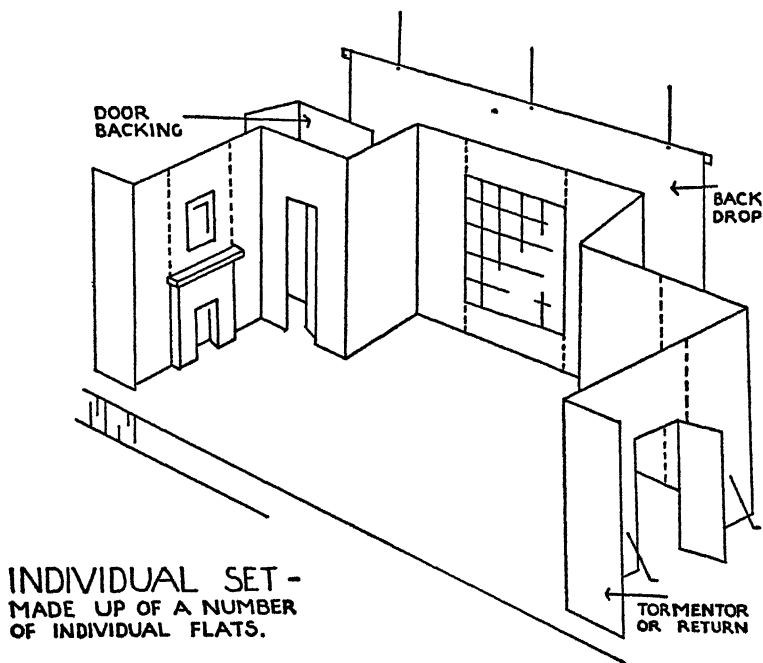 DOOR
BACKING
BACK
DROP
INDIVIDUAL SET-
MADE UP OF A NUMBER
OF INDIVIDUAL FLATS.
TORMENTOR
OR RETURN